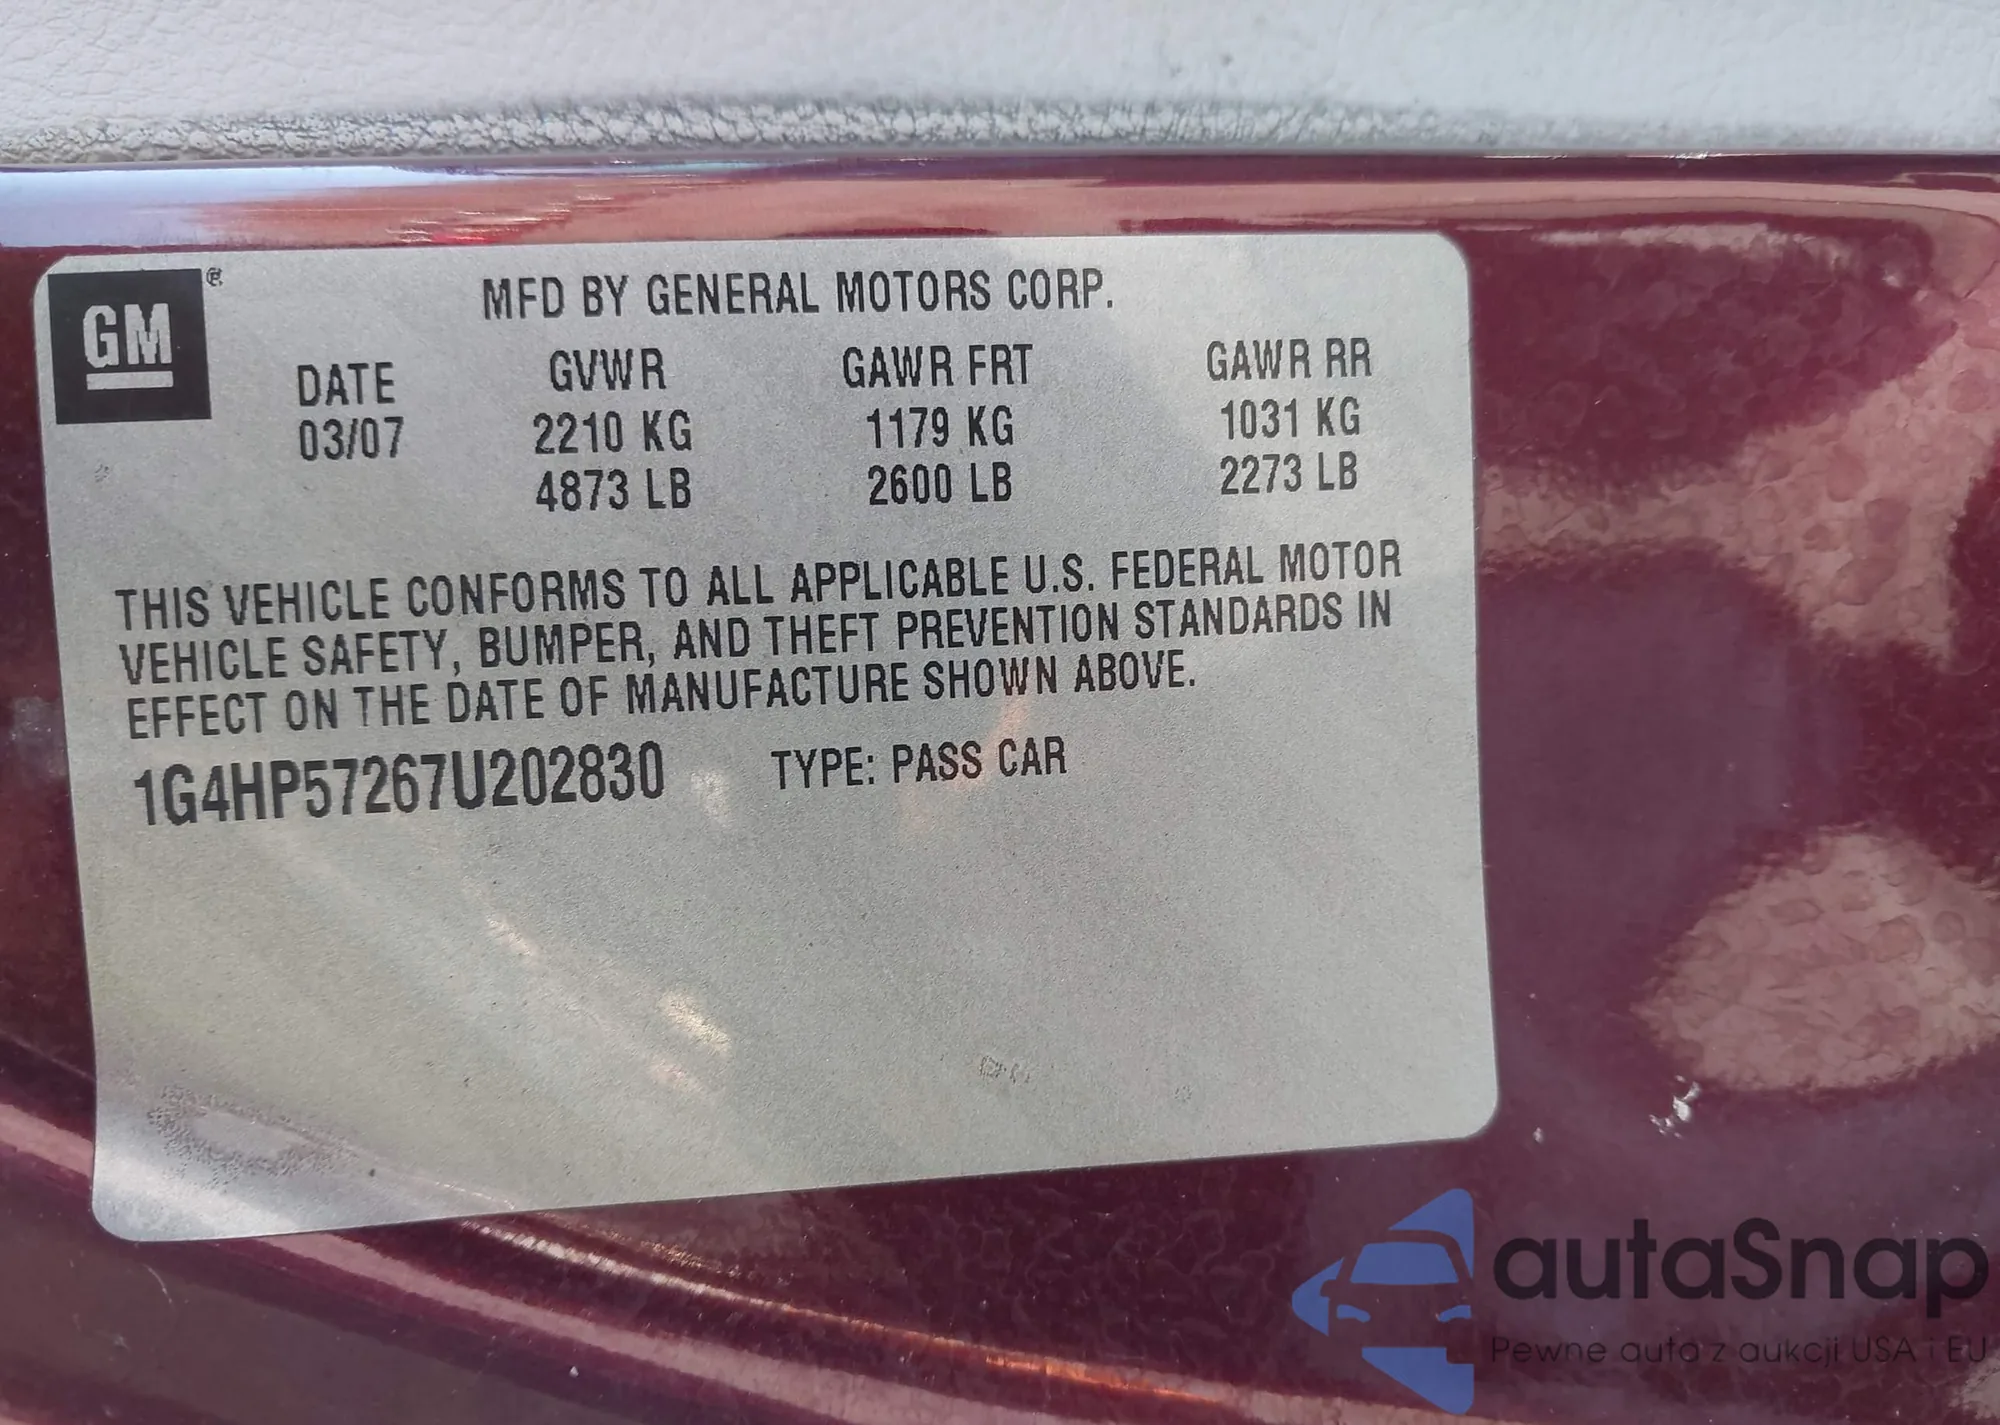 GM ®
MFD BY GENERAL MOTORS CORP.
DATE GVWR GAWR FRT GAWR RR
03/07 2210 KG 1179 KG 1031 KG
4873 LB 2600 LB 2273 LB
THIS VEHICLE CONFORMS TO ALL APPLICABLE U.S. FEDERAL MOTOR
VEHICLE SAFETY, BUMPER, AND THEFT PREVENTION STANDARDS IN
EFFECT ON THE DATE OF MANUFACTURE SHOWN ABOVE.
1G4HP57267U202830 TYPE: PASS CAR
autaSnap
Pewne auta z aukcji USA i EU